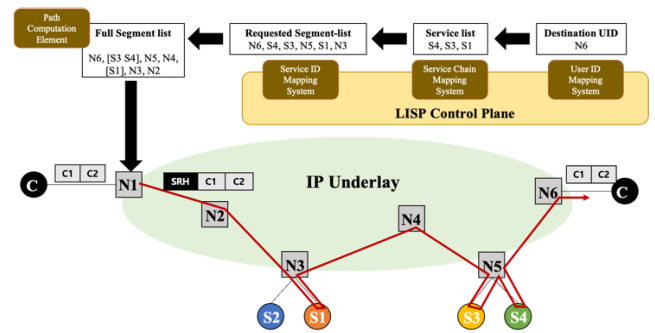 Path
Computation
Element
Full Segment list
N6, [S3 S4], N5, N4,
[S1], N3, N2
Requested Segment-list
N6, S4, S3, N5, S1, N3
Service list
S4, S3, S1
Destination UID
N6
Service ID
Mapping
System
Service Chain
Mapping
System
User ID
Mapping
System
LISP Control Plane
C
C1 C2
N1
SRH C1 C2
IP Underlay
N2
N3
N4
N5
N6
C1 C2
C
S2
S1
S3
S4